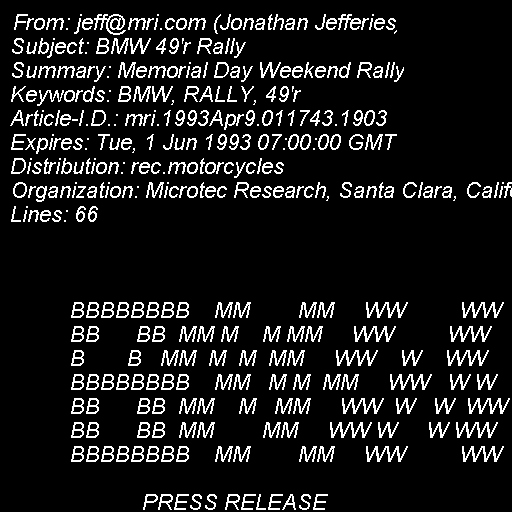 From: jeff@mri.com (Jonathan Jefferies)
Subject: BMW 49'r Rally
Summary: Memorial Day Weekend Rally
Keywords: BMW, RALLY, 49'r
Article-I.D.: mri.1993Apr9.011743.1903
Expires: Tue, 1 Jun 1993 07:00:00 GMT
Distribution: rec.motorcycles
Organization: Microtec Research, Santa Clara, Calif
Lines: 66
BBBBBBBB    MM        MM     WW         WW
BB      BB  MM M    M MM     WW         WW
B       B   MM  M  M  MM     WW    W    WW
BBBBBBBB    MM   M M  MM     WW   W W
BB      BB  MM    M   MM     WW  W   W  WW
BB      BB  MM        MM     WW W     W WW
BBBBBBBB    MM        MM     WW         WW
PRESS RELEASE